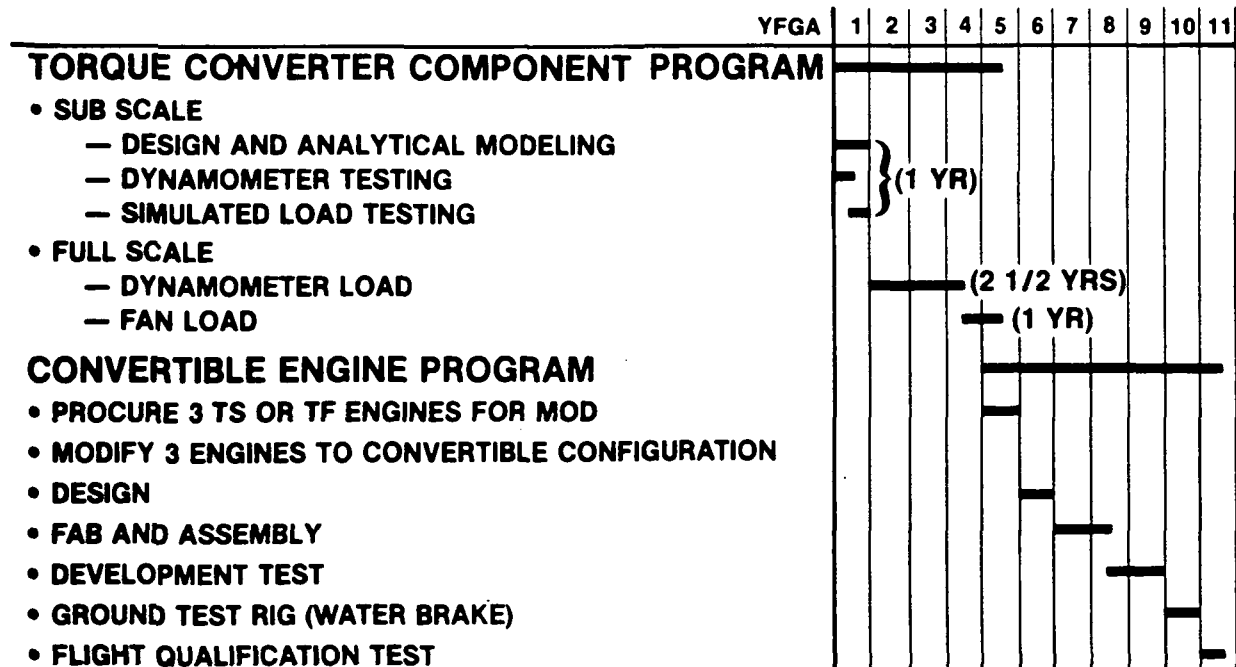 YFGA 1 2 3 4 5 6 7 8 9 10 11
TORQUE CONVERTER COMPONENT PROGRAM
• SUB SCALE
— DESIGN AND ANALYTICAL MODELING
— DYNAMOMETER TESTING (1 YR)
— SIMULATED LOAD TESTING
• FULL SCALE
— DYNAMOMETER LOAD (2 1/2 YRS)
— FAN LOAD (1 YR)
CONVERTIBLE ENGINE PROGRAM
• PROCURE 3 TS OR TF ENGINES FOR MOD
• MODIFY 3 ENGINES TO CONVERTIBLE CONFIGURATION
• DESIGN
• FAB AND ASSEMBLY
• DEVELOPMENT TEST
• GROUND TEST RIG (WATER BRAKE)
• FLIGHT QUALIFICATION TEST